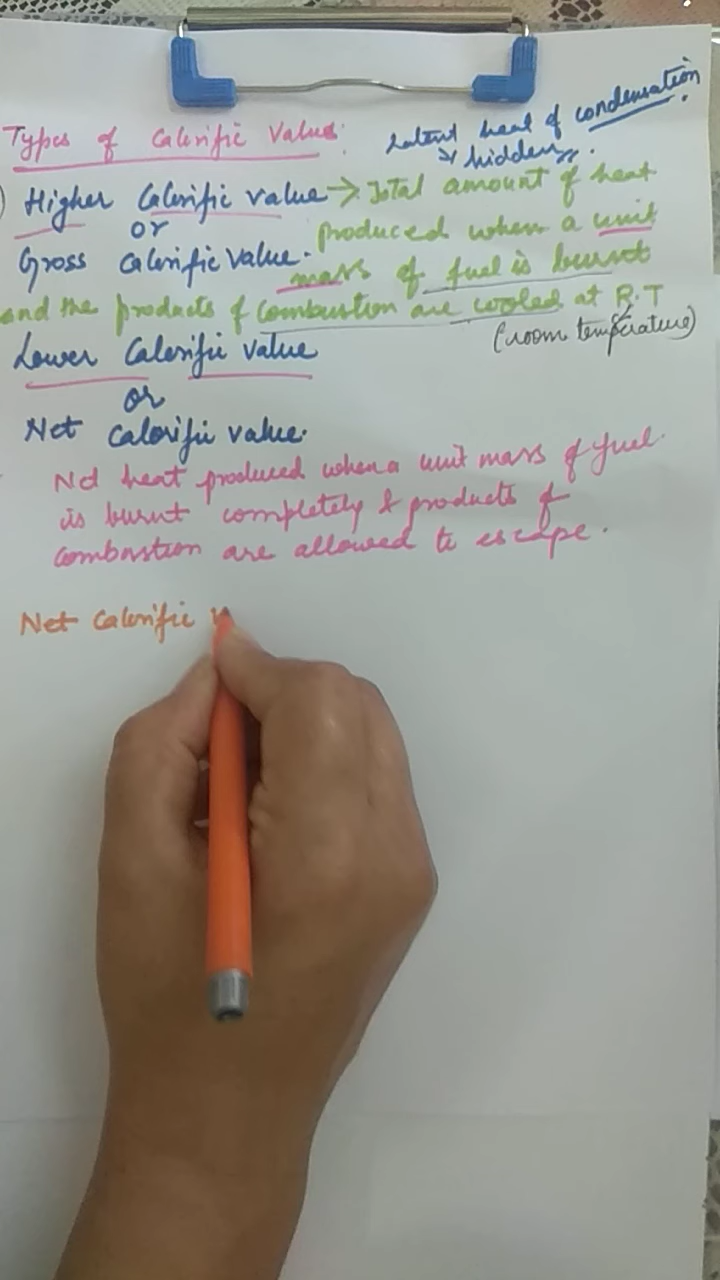 Types of Calorific Values.
Latent heat of condensation.
↳ hidden.
) Higher Calorific value → Total amount of heat
or
produced when a unit
Gross Calorific Value.
mass of fuel is burnt
and the products of Combustion are cooled at R.T
(room temperature)
Lower Calorific value
or
Net Calorific value.
Net heat produced when a unit mass of fuel
is burnt completely & products of
combustion are allowed to escape.
Net Calorific v